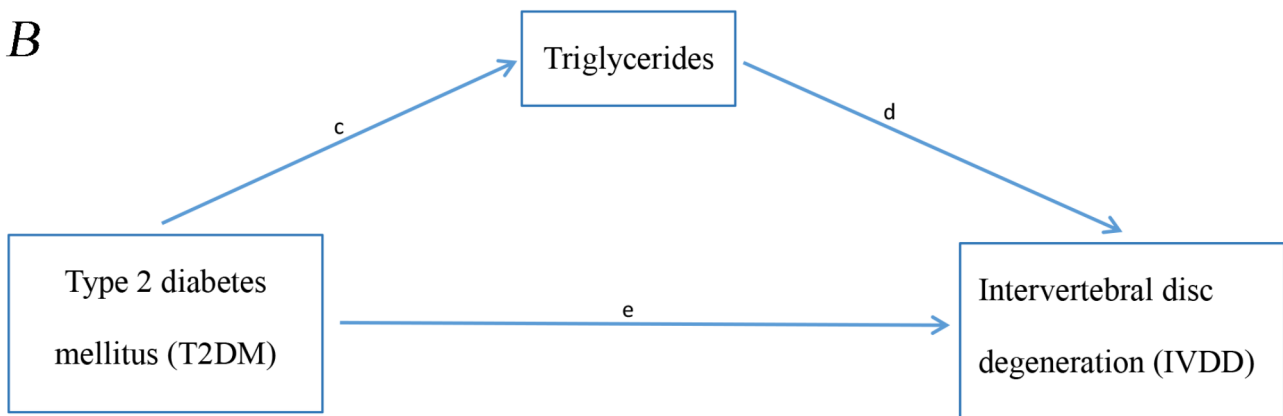 B
Triglycerides
c
d
Type 2 diabetes
mellitus (T2DM)
e
Intervertebral disc
degeneration (IVDD)